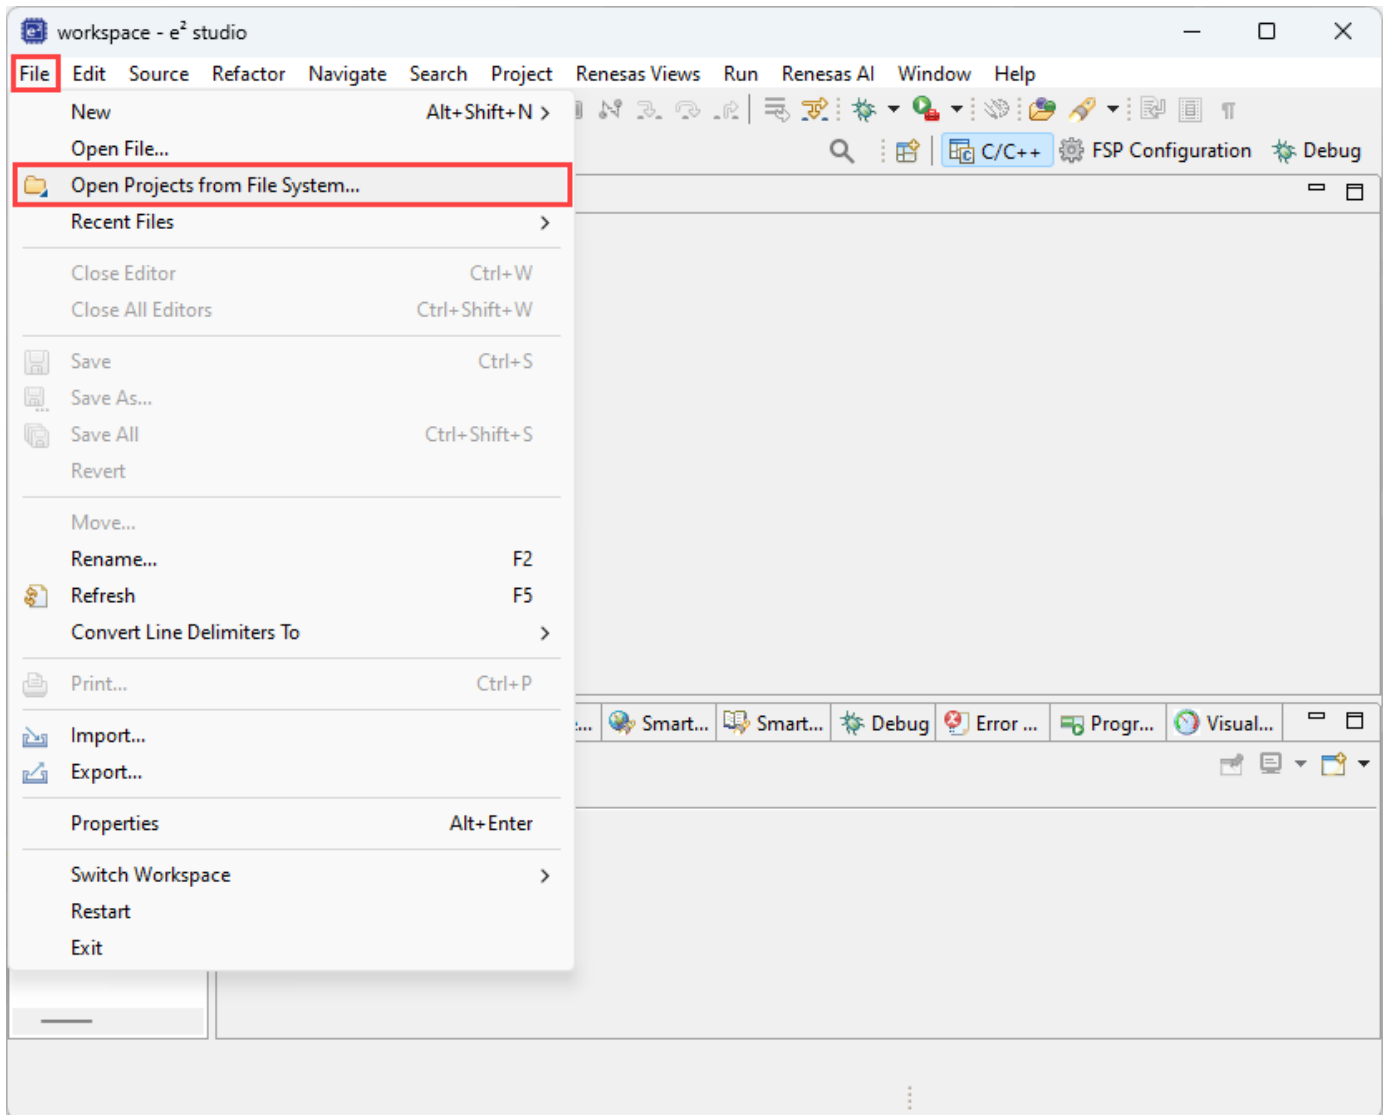 workspace - e² studio
File Edit Source Refactor Navigate Search Project Renesas Views Run Renesas AI Window Help
New Alt+Shift+N
Open File...
C/C++ FSP Configuration Debug
Open Projects from File System...
Recent Files
Close Editor Ctrl+W
Close All Editors Ctrl+Shift+W
Save Ctrl+S
Save As...
Save All Ctrl+Shift+S
Revert
Move...
Rename... F2
Refresh F5
Convert Line Delimiters To
Print... Ctrl+P
Smart... Smart... Debug Error ... Progr... Visual...
Import...
Export...
Properties Alt+Enter
Switch Workspace
Restart
Exit